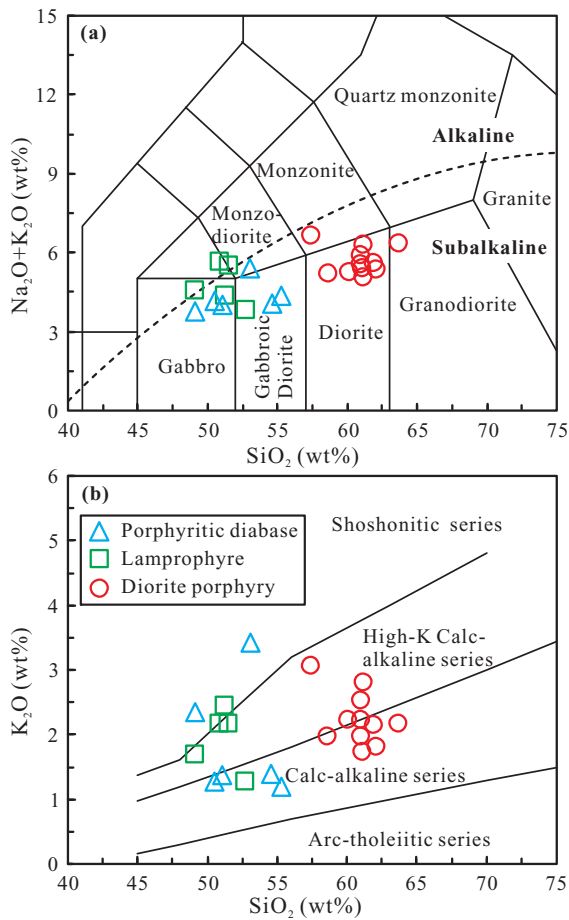 (a)
15
12
9
6
3
0
Na₂O+K₂O (wt%)
Quartz monzonite
Alkaline
Monzonite
Granite
Monzo-
diorite
Subalkaline
Granodiorite
Diorite
Gabbro
Gabbroic
Diorite
40 45 50 55 60 65 70 75
SiO₂ (wt%)
(b)
6
5
4
3
2
1
0
K₂O (wt%)
Porphyritic diabase
Lamprophyre
Diorite porphyry
Shoshonitic series
High-K Calc-
alkaline series
Calc-alkaline series
Arc-tholeiitic series
40 45 50 55 60 65 70 75
SiO₂ (wt%)